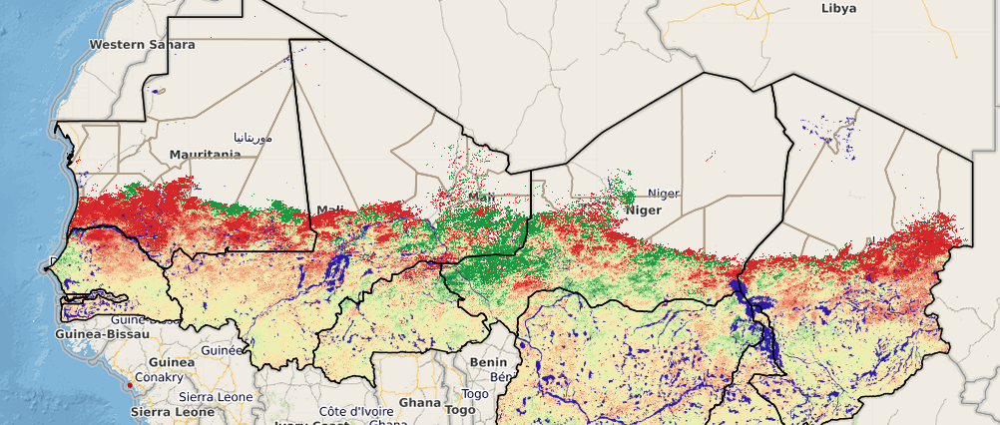 Libya
Western Sahara
موريتانيا
Mauritania
Mali
Mali
Niger
Niger
Guinea-Bissau
Guinea
Guinée
Conakry
Sierra Leone
Sierra Leone
Côte d'Ivoire
Ghana
Ghana
Togo
Togo
Benin